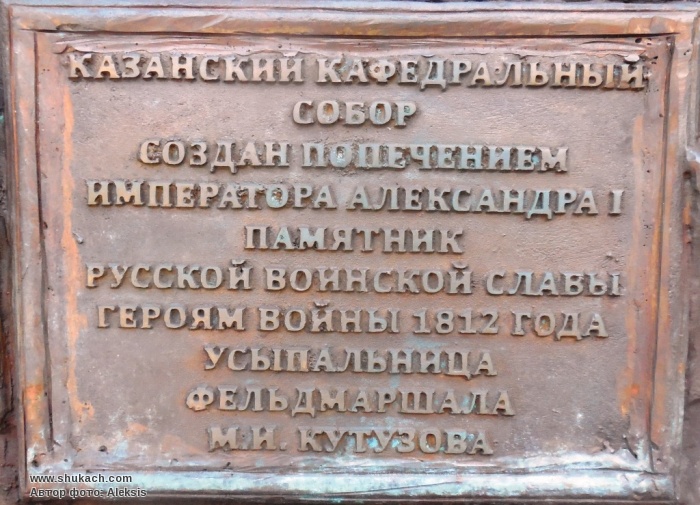 КАЗАНСКИЙ КАФЕДРАЛЬНЫЙ
СОБОР
СОЗДАН ПОПЕЧЕНИЕМ
ИМПЕРАТОРА АЛЕКСАНДРА I
ПАМЯТНИК
РУССКОЙ ВОИНСКОЙ СЛАВЫ
ГЕРОЯМ ВОЙНЫ 1812 ГОДА
УСЫПАЛЬНИЦА
ФЕЛЬДМАРШАЛА
М.И. КУТУЗОВА
www.shukach.com
Автор фото: Aleksis